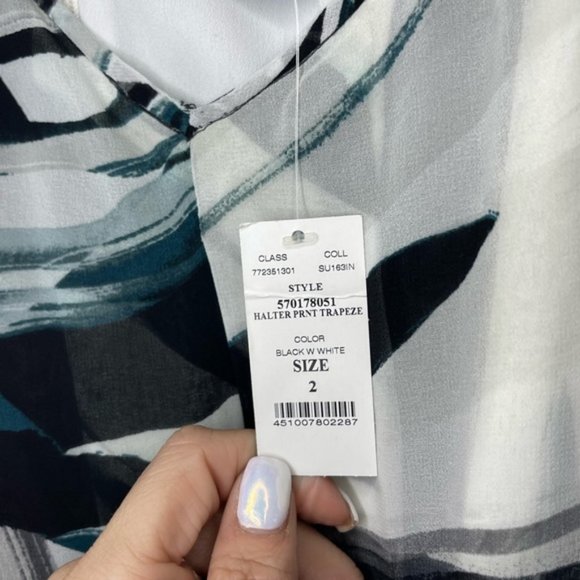 CLASS COLL
772351301 SU163IN
STYLE
570178051
HALTER PRNT TRAPEZE
COLOR
BLACK W WHITE
SIZE
2
451007802287